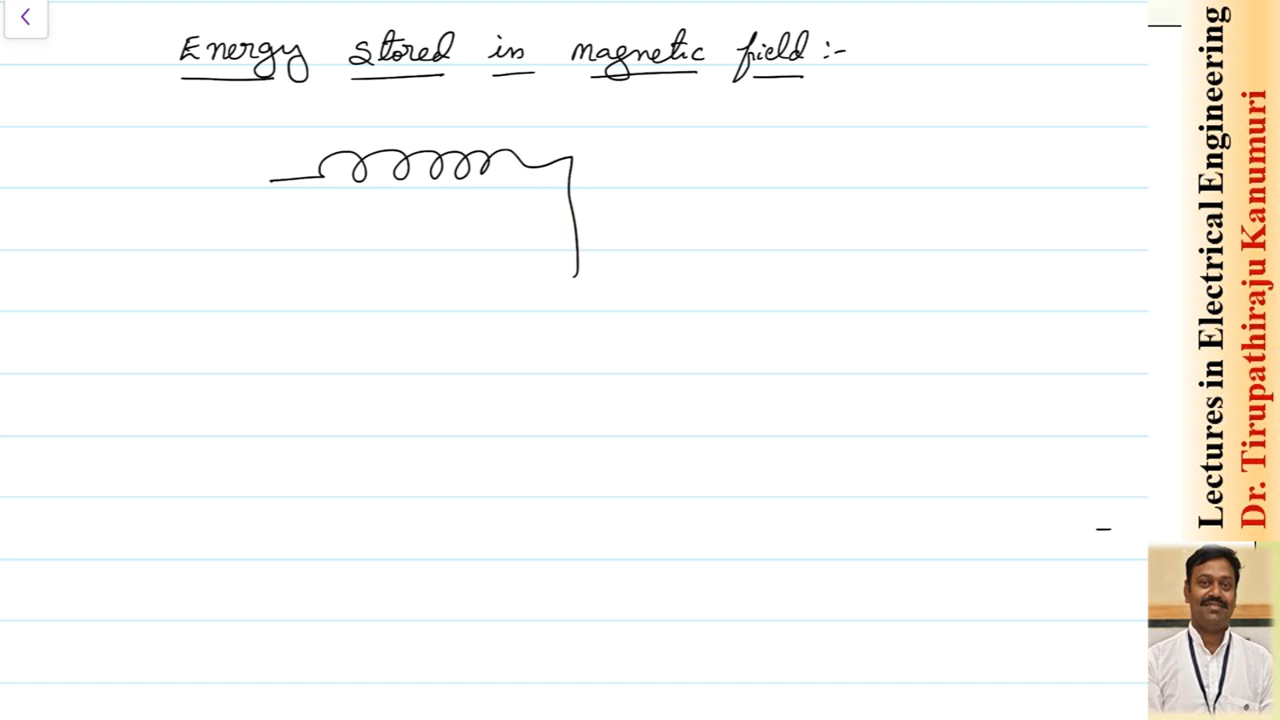 Energy stored in magnetic field :-
Lectures in Electrical Engineering
Dr. Tirupathiraju Kanumuri